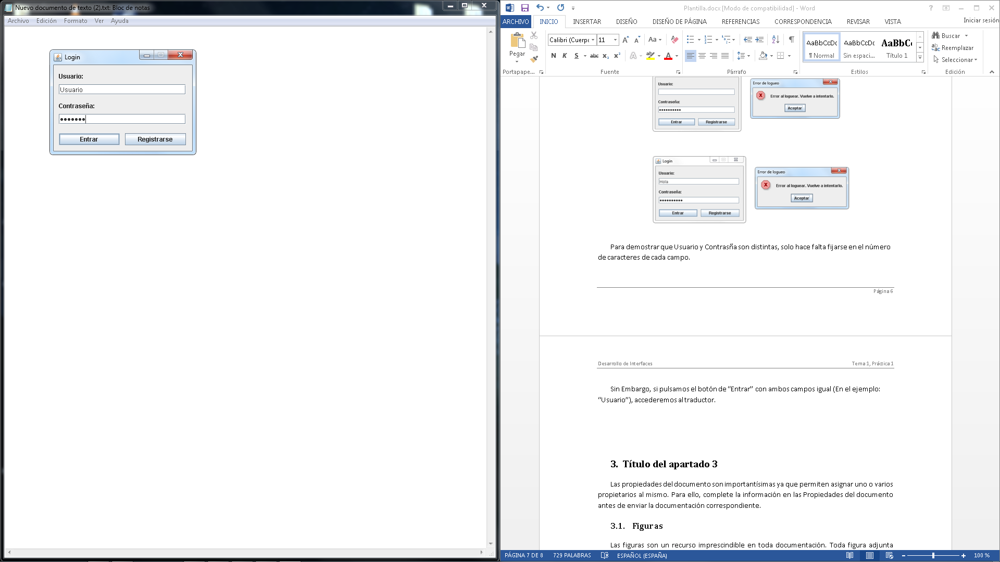 Nuevo documento de texto (2).txt: Bloc de notas
Archivo Edición Formato Ver Ayuda
Login
Usuario:
Usuario
Contraseña:
•••••••
Entrar Registrarse
Plantilla.docx [Modo de compatibilidad] - Word
ARCHIVO INICIO INSERTAR DISEÑO DISEÑO DE PÁGINA REFERENCIAS CORRESPONDENCIA REVISAR VISTA Iniciar sesión
Pegar
Portapape...
Calibri (Cuerpo 11
Aa
N K S abc x₂ x²
Fuente
Párrafo
AaBbCcDc AaBbCcDc AaBbCc
¶ Normal Sin espaci... Título 1
Estilos
Buscar
Reemplazar
Seleccionar
Edición
Usuario:
Contraseña:
••••••••••
Entrar Registrarse
Error de logueo
Error al loguear. Vuelve a intentarlo.
Aceptar
Login
Usuario:
Hola
Contraseña:
••••••••••
Entrar Registrarse
Error de logueo
Error al loguear. Vuelve a intentarlo.
Aceptar
Para demostrar que Usuario y Contrasña son distintas, solo hace falta fijarse en el número
de caracteres de cada campo.
Página 6
Desarrollo de Interfaces Tema 1, Práctica 1
Sin Embargo, si pulsamos el botón de “Entrar” con ambos campos igual (En el ejemplo:
“Usuario”), accederemos al traductor.
3. Título del apartado 3
Las propiedades del documento son importantísimas ya que permiten asignar uno o varios
propietarios al mismo. Para ello, complete la información en las Propiedades del documento
antes de enviar la documentación correspondiente.
3.1. Figuras
Las figuras son un recurso imprescindible en toda documentación. Toda figura adjunta
PÁGINA 7 DE 8 729 PALABRAS ESPAÑOL (ESPAÑA) 100 %